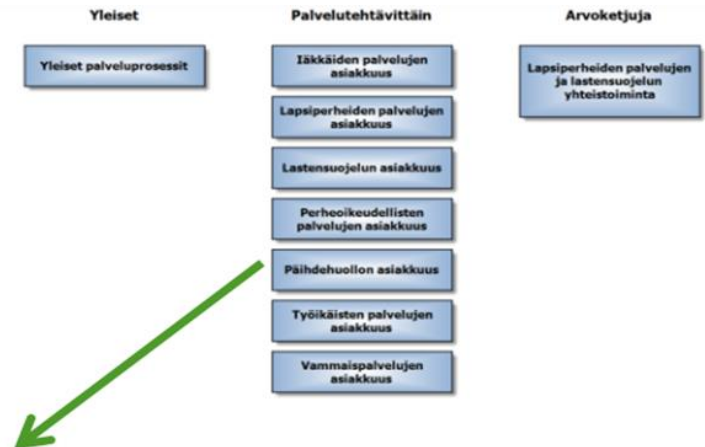 Yleiset
Palvelutehtävittäin
Arvoketjuja
Yleiset palveluprosessit
Iäkkäiden palvelujen
asiakkuus
Lapsiperheiden palvelujen
asiakkuus
Lastensuojelun asiakkuus
Perheoikeudellisten
palvelujen asiakkuus
Päihdehuollon asiakkuus
Työikäisten palvelujen
asiakkuus
Vammaispalvelujen
asiakkuus
Lapsiperheiden palvelujen
ja lastensuojelun
yhteistoiminta